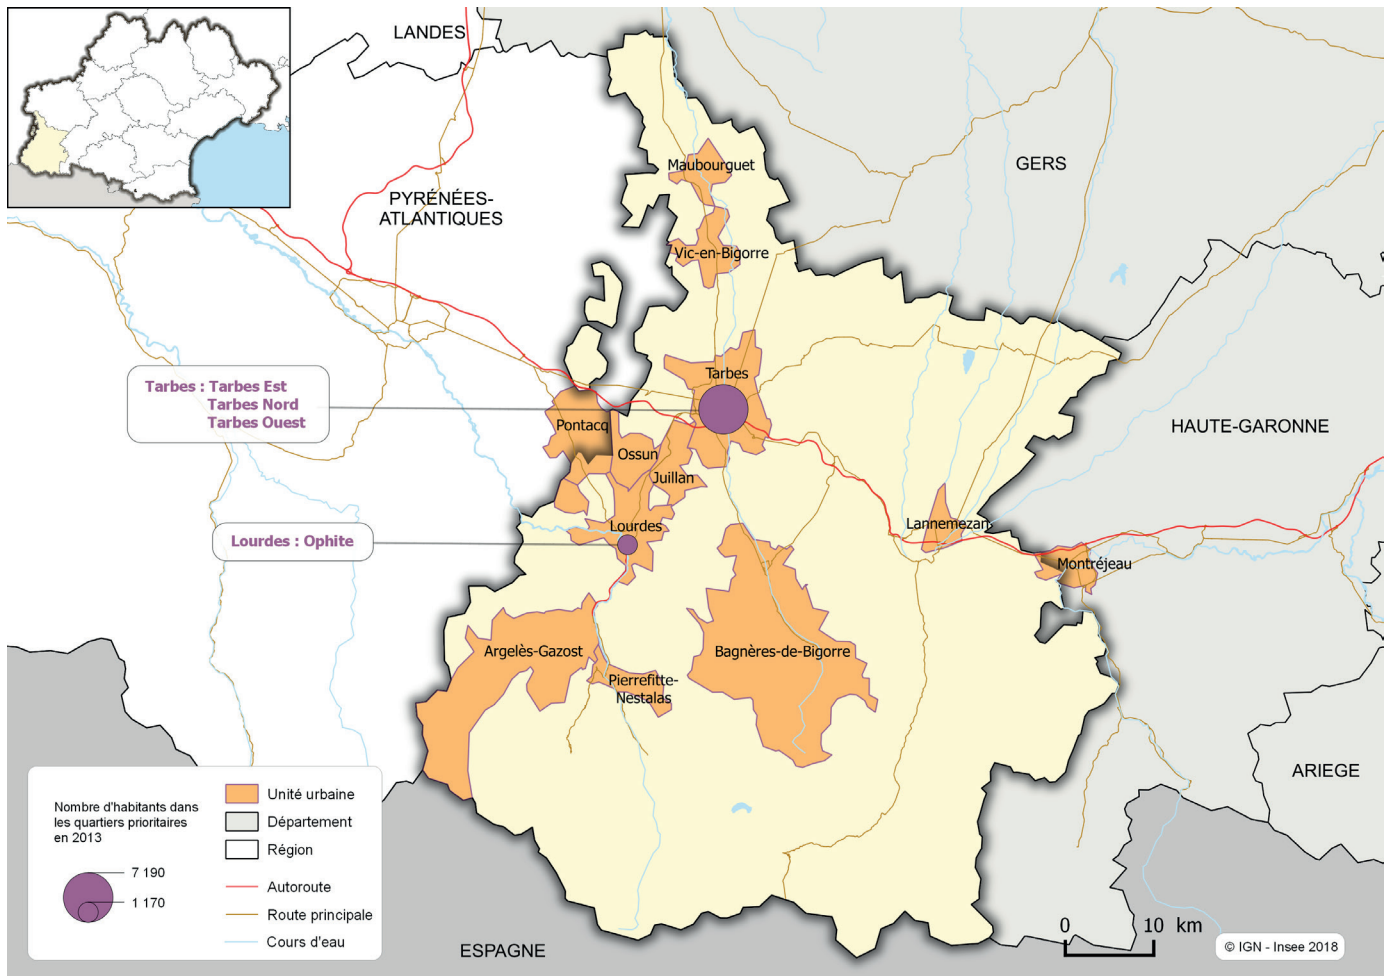 LANDES
GERS
PYRÉNÉES-
ATLANTIQUES
Maubourguet
Vic-en-Bigorre
Tarbes : Tarbes Est
Tarbes Nord
Tarbes Ouest
Tarbes
HAUTE-GARONNE
Pontacq
Ossun
Juillan
Lourdes
Lannemezan
Lourdes : Ophite
Montréjeau
Argelès-Gazost
Bagnères-de-Bigorre
Pierrefitte-
Nestalas
ARIEGE
Nombre d'habitants dans
les quartiers prioritaires
en 2013
7 190
1 170
Unité urbaine
Département
Région
Autoroute
Route principale
Cours d'eau
ESPAGNE
0 10 km
© IGN - Insee 2018